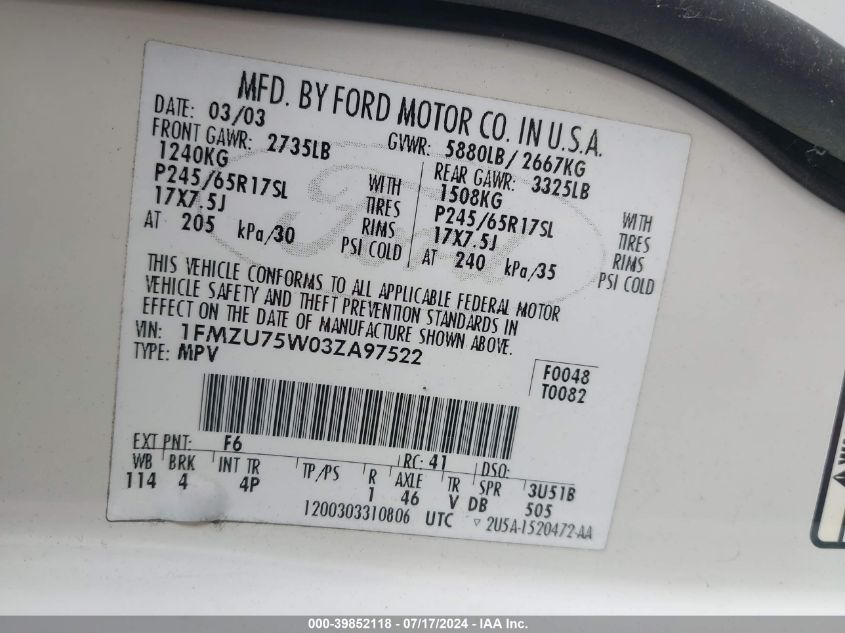 MFD. BY FORD MOTOR CO. IN U.S.A.
DATE: 03/03 GVWR: 5880LB/2667KG
FRONT GAWR: 2735LB REAR GAWR: 3325LB
1240KG WITH 1508KG WITH
P245/65R17SL TIRES P245/65R17SL TIRES
17X7.5J RIMS 17X7.5J RIMS
AT 205 kPa/30 PSI COLD AT 240 kPa/35 PSI COLD
THIS VEHICLE CONFORMS TO ALL APPLICABLE FEDERAL MOTOR
VEHICLE SAFETY AND THEFT PREVENTION STANDARDS IN
EFFECT ON THE DATE OF MANUFACTURE SHOWN ABOVE.
VIN: 1FMZU75W03ZA97522
TYPE: MPV
F0048
T0082
EXT PNT: F6 RC: 41 DSO:
WB BRK INT TR TP/PS R AXLE TR SPR 3U51B
114 4 4P 1 46 V DB 505
1200303310806 UTC ▽ 2U5A-1520472-AA
Ford
000-39852118 - 07/17/2024 - IAA Inc.